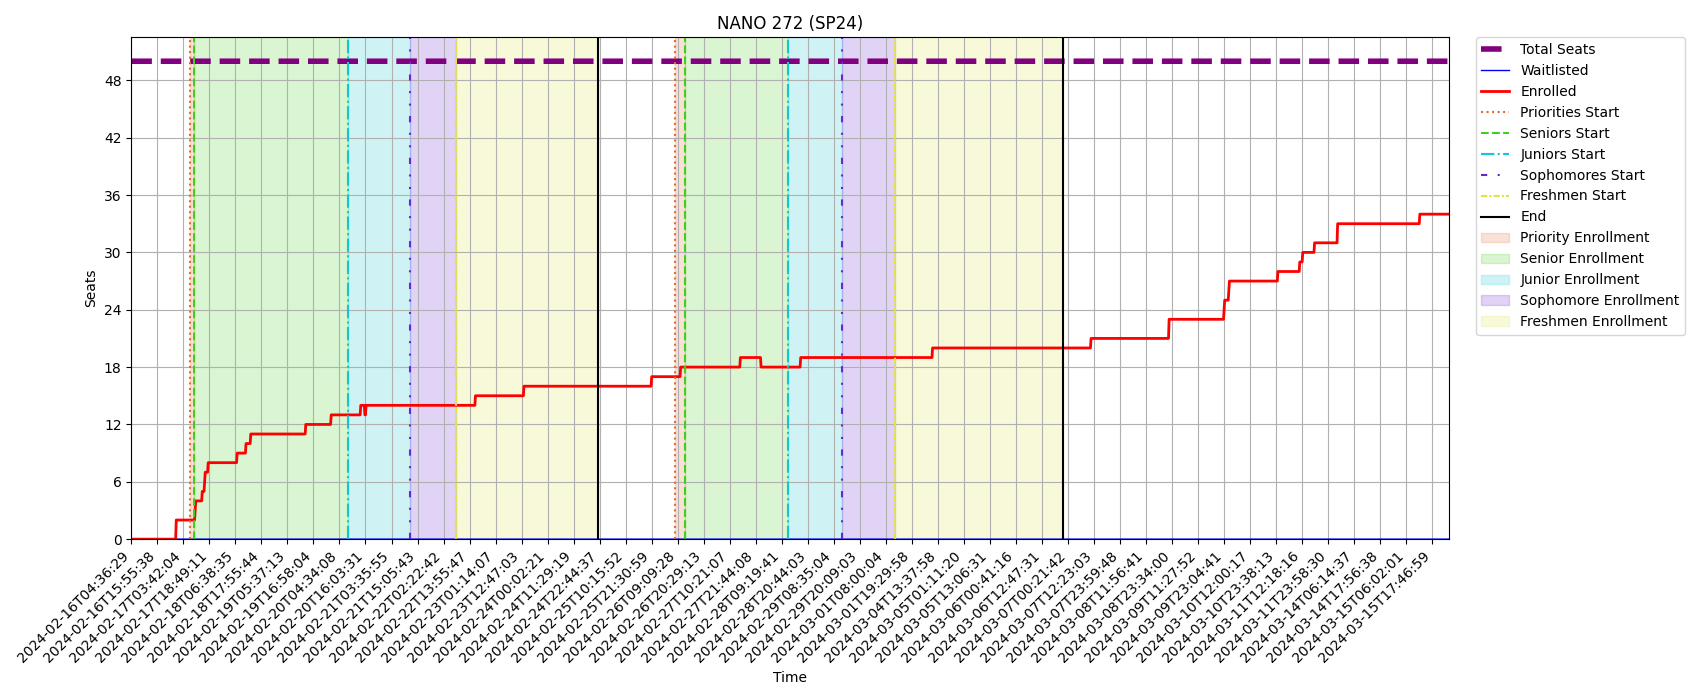 NANO 272 (SP24)
Seats
48
42
36
30
24
18
12
6
0
2024-02-16T04:36:29
2024-02-16T15:55:38
2024-02-17T03:42:04
2024-02-17T18:49:11
2024-02-18T06:38:35
2024-02-18T17:55:44
2024-02-19T05:37:13
2024-02-19T16:58:04
2024-02-20T04:34:08
2024-02-20T16:03:31
2024-02-21T03:35:55
2024-02-21T15:05:43
2024-02-22T02:22:42
2024-02-22T13:55:47
2024-02-23T01:14:07
2024-02-23T12:47:03
2024-02-24T00:02:21
2024-02-24T11:29:19
2024-02-24T22:44:37
2024-02-25T10:15:52
2024-02-25T21:30:59
2024-02-26T09:09:28
2024-02-26T20:29:13
2024-02-27T10:21:07
2024-02-27T21:44:08
2024-02-28T09:19:41
2024-02-28T20:44:03
2024-02-29T08:35:04
2024-02-29T20:09:03
2024-03-01T08:00:04
2024-03-01T19:29:58
2024-03-04T13:37:58
2024-03-05T01:11:20
2024-03-05T13:06:31
2024-03-06T00:41:16
2024-03-06T12:47:31
2024-03-07T00:21:42
2024-03-07T12:23:03
2024-03-07T23:59:48
2024-03-08T11:56:41
2024-03-08T23:34:00
2024-03-09T11:27:52
2024-03-09T23:04:41
2024-03-10T12:00:17
2024-03-10T23:38:13
2024-03-11T12:18:16
2024-03-11T23:58:30
2024-03-14T06:14:37
2024-03-14T17:56:38
2024-03-15T06:02:01
2024-03-15T17:46:59
Time
Total Seats
Waitlisted
Enrolled
Priorities Start
Seniors Start
Juniors Start
Sophomores Start
Freshmen Start
End
Priority Enrollment
Senior Enrollment
Junior Enrollment
Sophomore Enrollment
Freshmen Enrollment